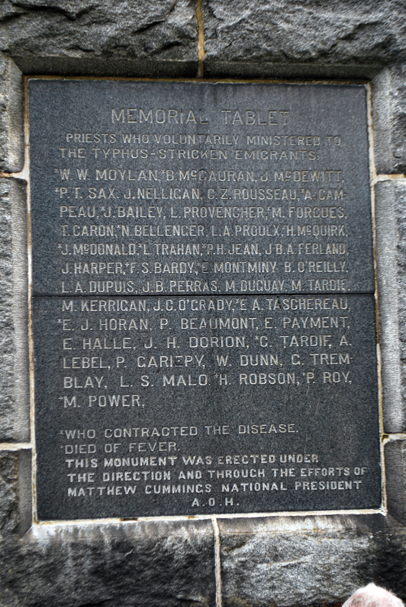 MEMORIAL TABLET
PRIESTS WHO VOLUNTARILY MINISTERED TO
THE TYPHUS-STRICKEN EMIGRANTS:
W. W. MOYLAN, B. McGAURAN, J. McDEVITT,
P. T. SAX, J. NELLIGAN, C. Z. ROUSSEAU, A. CAM-
PEAU, J. BAILEY, L. PROVENCHER, M. FORGUES,
T. CARON, N. BELLENGER, L. A. PROULX, H. McQUIRK,
J. McDONALD, L. TRAHAN, P. H. JEAN, J. B. A. FERLAND,
J. HARPER, F. S. BARDY, E MONTMINY B. O'REILLY,
L. A. DUPUIS, J. B. PERRAS, M. DUGUAY, M. TARDIF,
M. KERRIGAN, J. C. O'GRADY, E. A. TASCHEREAU,
E. J. HORAN, P. BEAUMONT, E. PAYMENT,
E. HALLE, J. H. DORION, C. TARDIF, A.
LEBEL, P. GARIEPY, W. DUNN, G. TREM-
BLAY, L. S. MALO, H. ROBSON, P. ROY,
M. POWER,
WHO CONTRACTED THE DISEASE.
DIED OF FEVER.
THIS MONUMENT WAS ERECTED UNDER
THE DIRECTION AND THROUGH THE EFFORTS OF
MATTHEW CUMMINGS NATIONAL PRESIDENT
A.O.H.